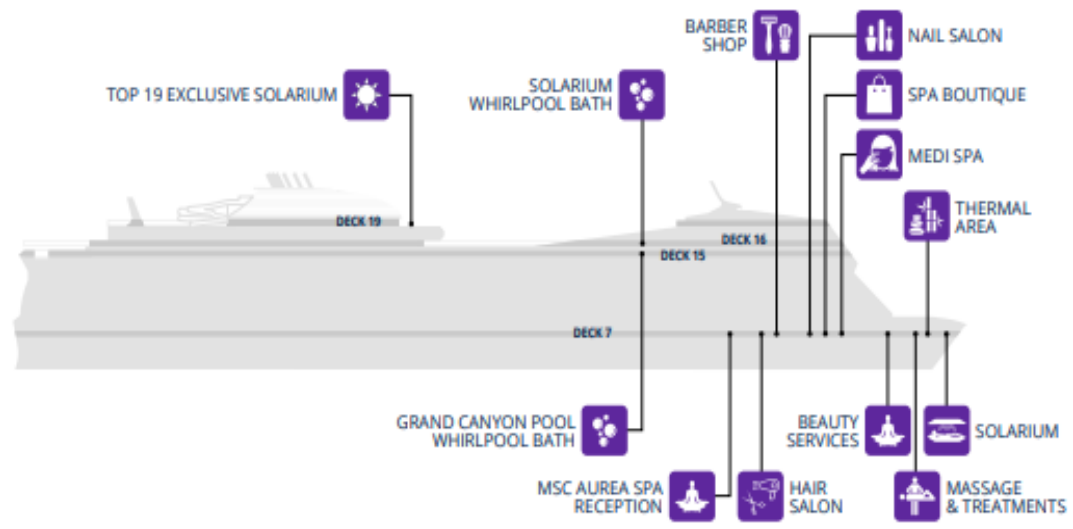 BARBER
SHOP
NAIL SALON
TOP 19 EXCLUSIVE SOLARIUM
SOLARIUM
WHIRLPOOL BATH
SPA BOUTIQUE
MEDI SPA
THERMAL
AREA
DECK 19
DECK 16
DECK 15
DECK 7
GRAND CANYON POOL
WHIRLPOOL BATH
BEAUTY
SERVICES
SOLARIUM
MSC AUREA SPA
RECEPTION
HAIR
SALON
MASSAGE
& TREATMENTS